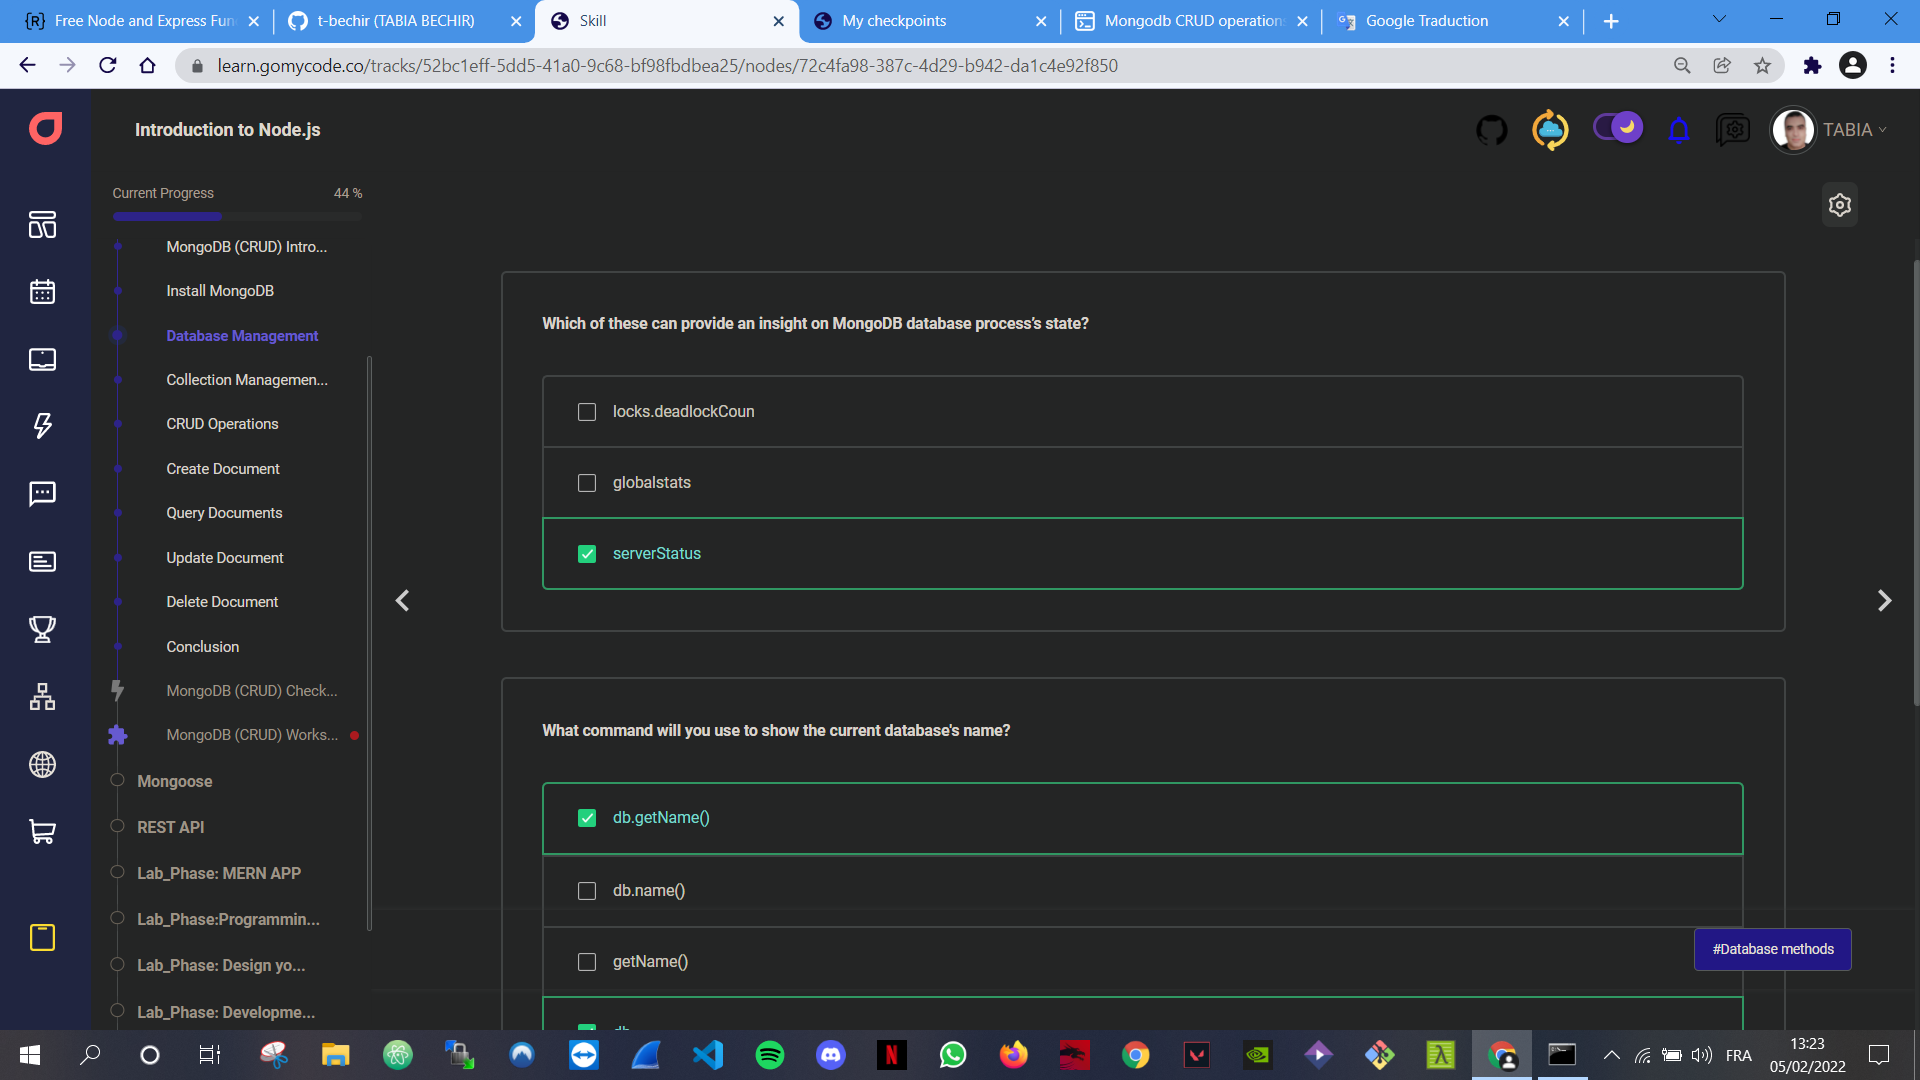 Free Node and Express Fun
t-bechir (TABIA BECHIR)
Skill
My checkpoints
Mongodb CRUD operation
Google Traduction
learn.gomycode.co/tracks/52bc1eff-5dd5-41a0-9c68-bf98fbdbea25/nodes/72c4fa98-387c-4d29-b942-da1c4e92f850
Introduction to Node.js
TABIA
Current Progress 44 %
MongoDB (CRUD) Intro...
Install MongoDB
Database Management
Collection Managemen...
CRUD Operations
Create Document
Query Documents
Update Document
Delete Document
Conclusion
MongoDB (CRUD) Check...
MongoDB (CRUD) Works...
Mongoose
REST API
Lab_Phase: MERN APP
Lab_Phase:Programmin...
Lab_Phase: Design yo...
Lab_Phase: Developme...
Which of these can provide an insight on MongoDB database process's state?
locks.deadlockCoun
globalstats
serverStatus
What command will you use to show the current database's name?
db.getName()
db.name()
getName()
#Database methods
FRA
13:23
05/02/2022